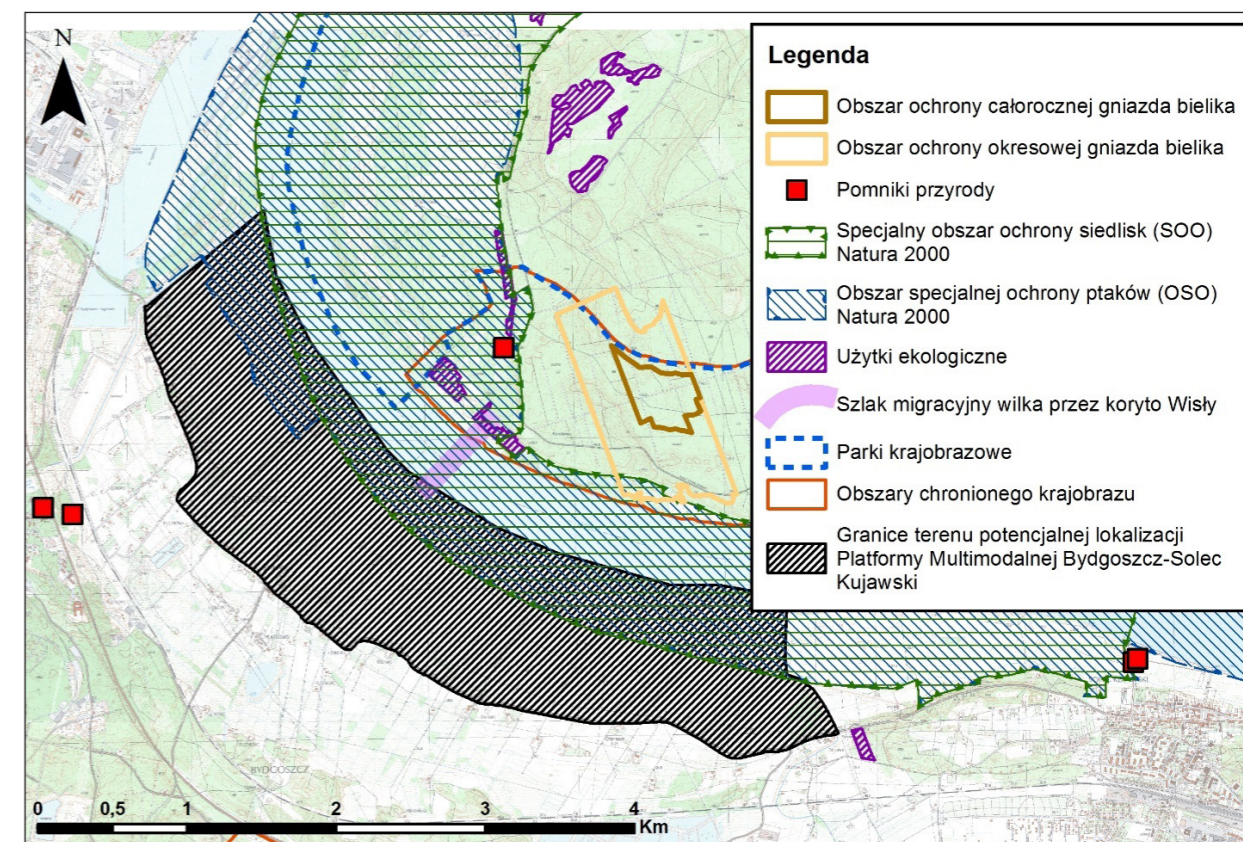 N
Legenda
Obszar ochrony całorocznej gniazda bielika
Obszar ochrony okresowej gniazda bielika
Pomniki przyrody
Specjalny obszar ochrony siedlisk (SOO)
Natura 2000
Obszar specjalnej ochrony ptaków (OSO)
Natura 2000
Użytki ekologiczne
Szlak migracyjny wilka przez koryto Wisły
Parki krajobrazowe
Obszary chronionego krajobrazu
Granice terenu potencjalnej lokalizacji
Platformy Multimodalnej Bydgoszcz-Solec
Kujawski
BYDGOSZCZ
0 0,5 1 2 3 4
Km